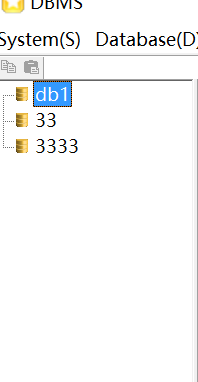 DBMS
System(S) Database(D)
db1
33
3333